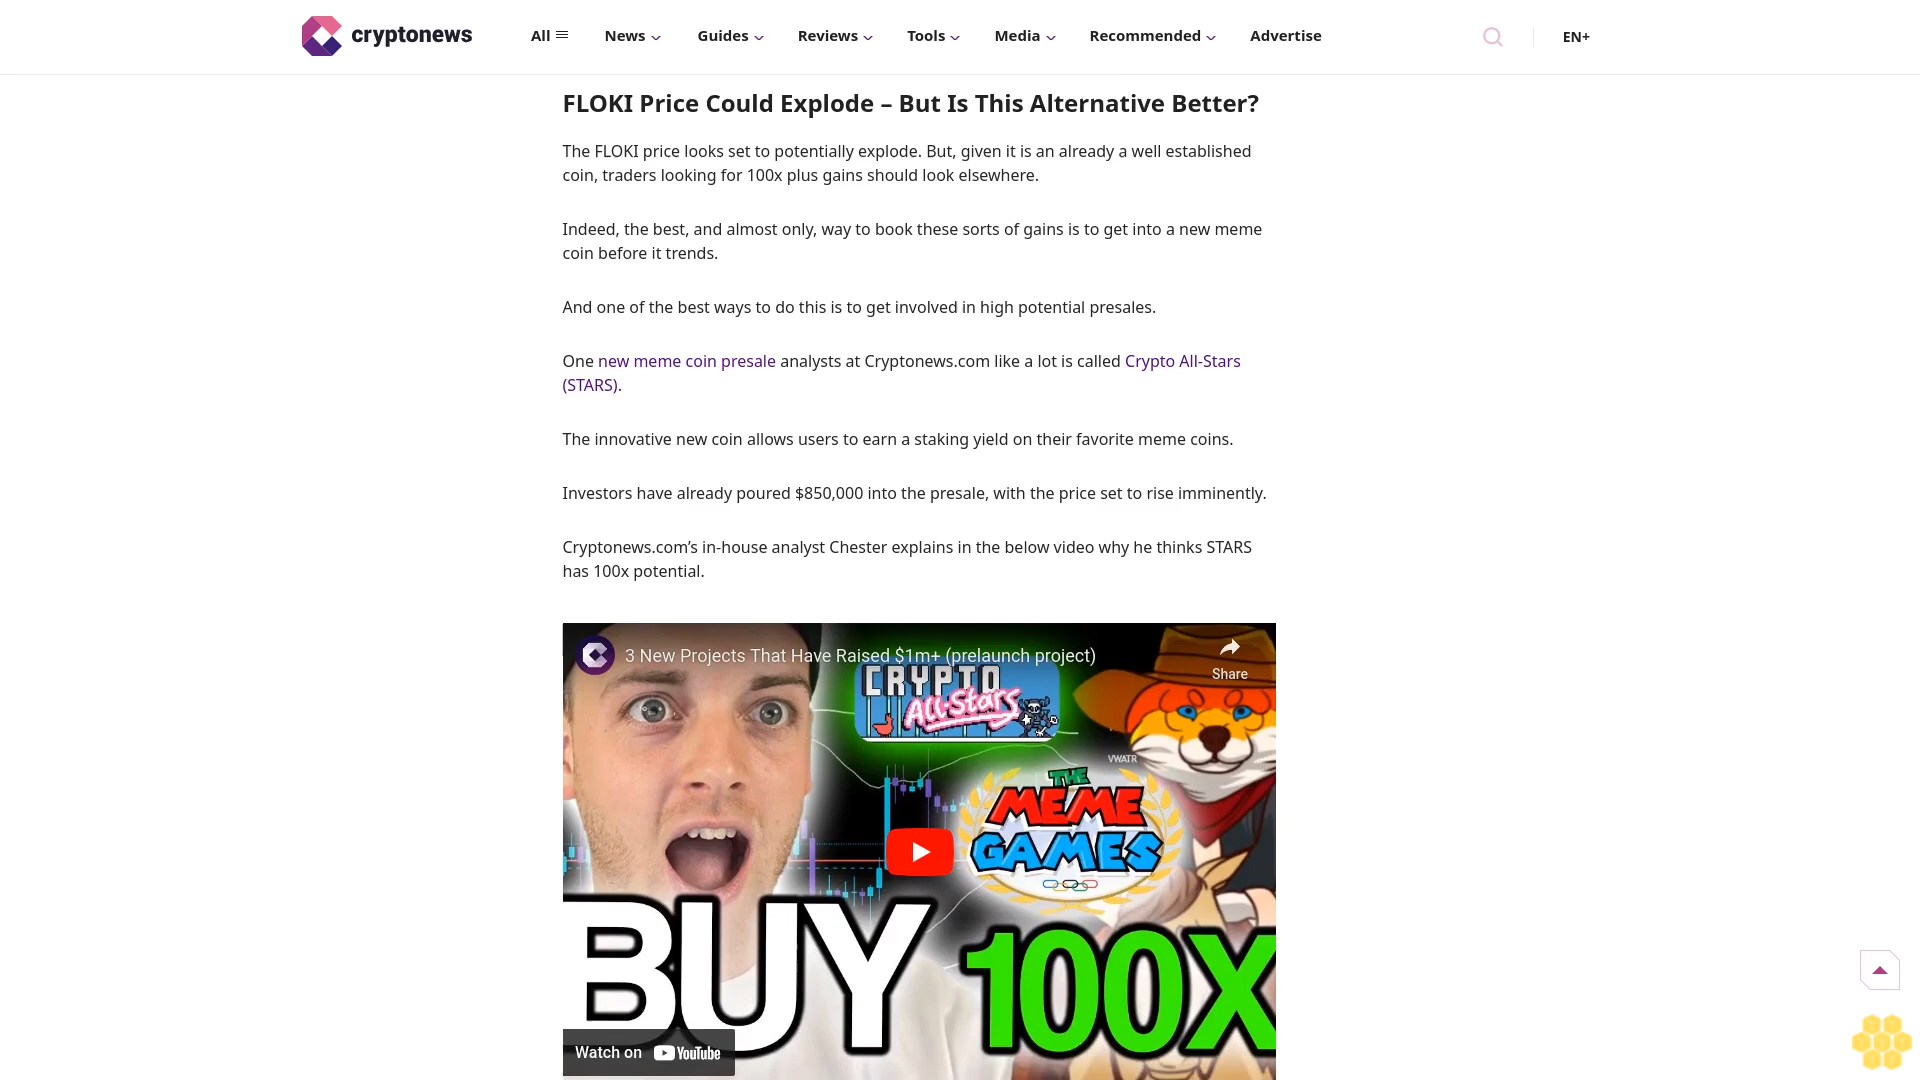 cryptonews
All
News
Guides
Reviews
Tools
Media
Recommended
Advertise
EN+
FLOKI Price Could Explode – But Is This Alternative Better?
The FLOKI price looks set to potentially explode. But, given it is an already a well established
coin, traders looking for 100x plus gains should look elsewhere.
Indeed, the best, and almost only, way to book these sorts of gains is to get into a new meme
coin before it trends.
And one of the best ways to do this is to get involved in high potential presales.
One new meme coin presale analysts at Cryptonews.com like a lot is called Crypto All-Stars
(STARS).
The innovative new coin allows users to earn a staking yield on their favorite meme coins.
Investors have already poured $850,000 into the presale, with the price set to rise imminently.
Cryptonews.com’s in-house analyst Chester explains in the below video why he thinks STARS
has 100x potential.
3 New Projects That Have Raised $1m+ (prelaunch project)
Share
CRYPTO
All-Stars
VWATR
THE
MEME
GAMES
BUY 100X
Watch on YouTube